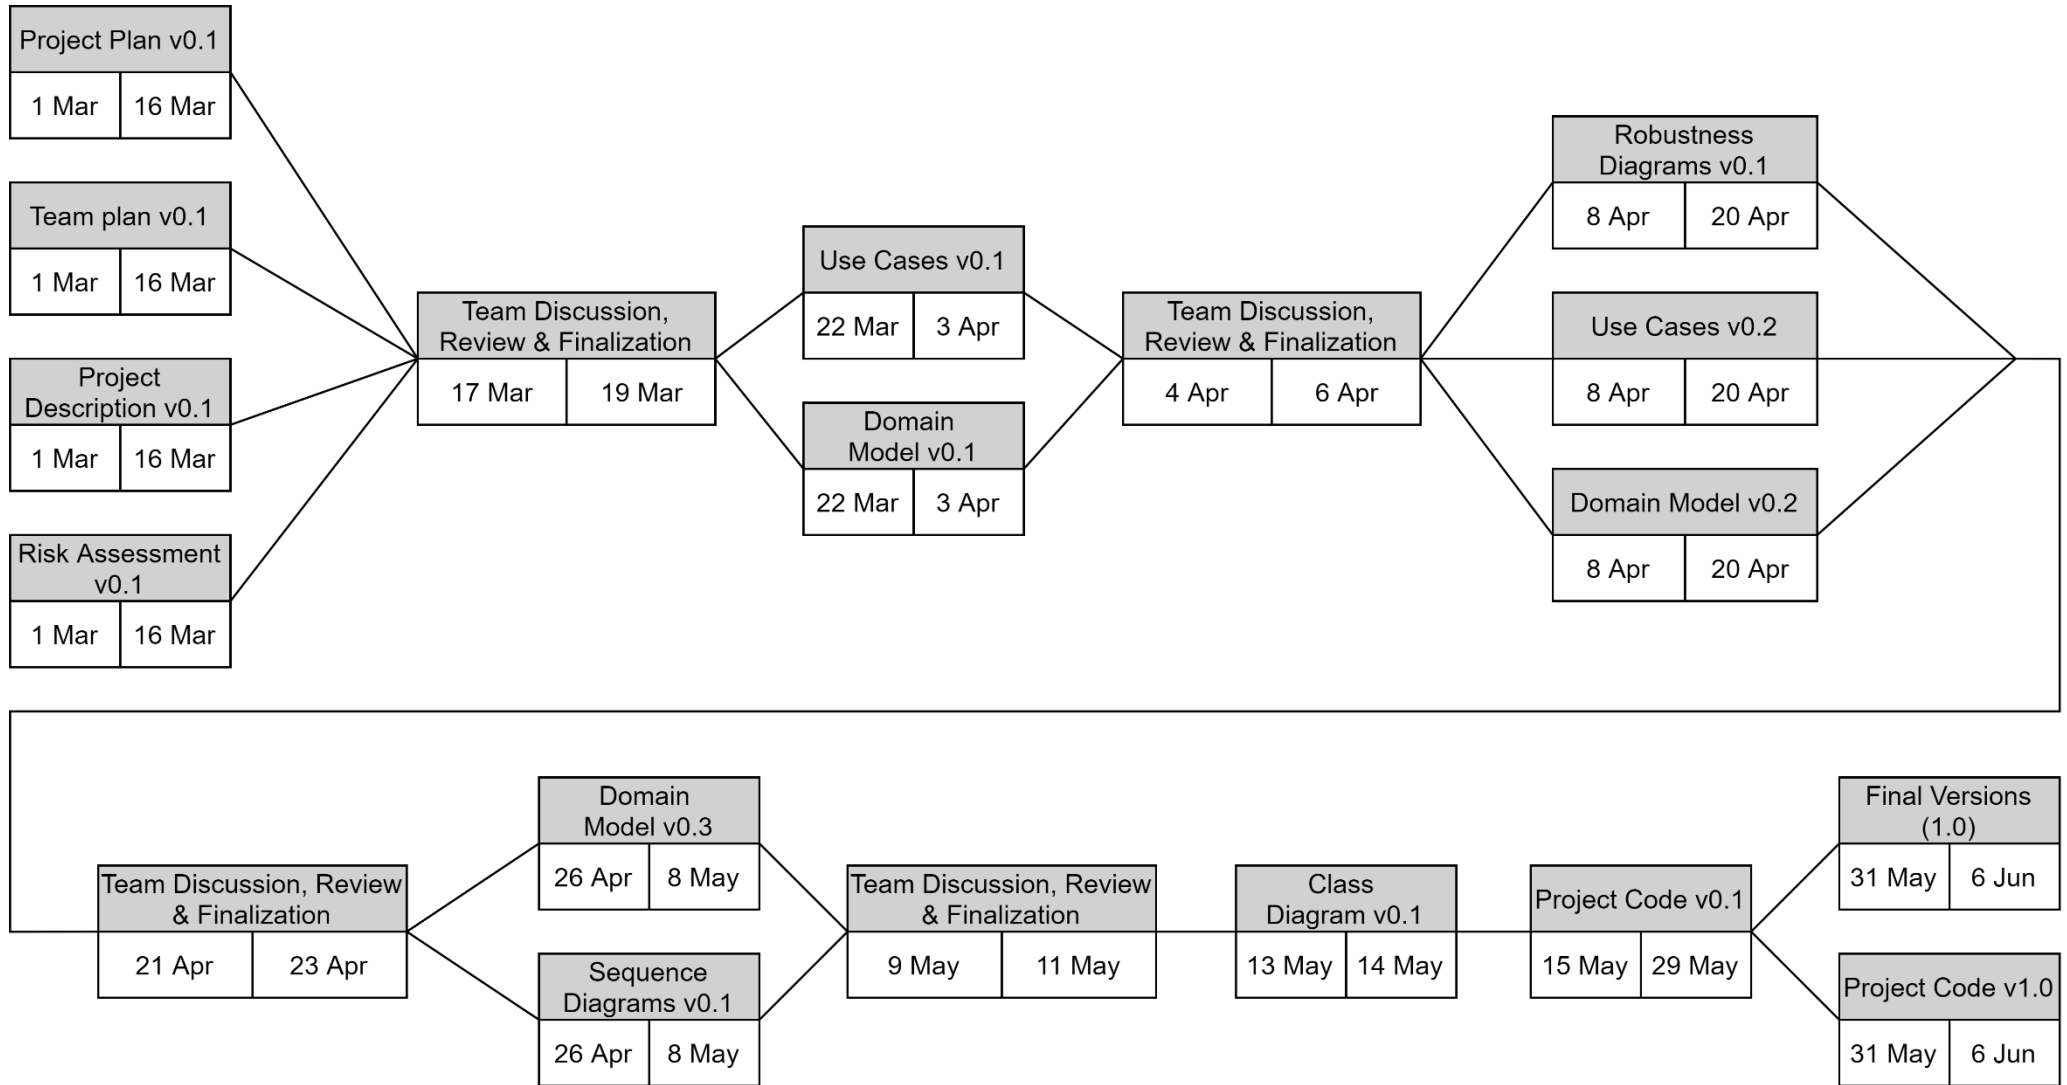 Project Plan v0.1
1 Mar
16 Mar
Team plan v0.1
1 Mar
16 Mar
Project
Description v0.1
1 Mar
16 Mar
Risk Assessment
v0.1
1 Mar
16 Mar
Team Discussion,
Review & Finalization
17 Mar
19 Mar
Use Cases v0.1
22 Mar
3 Apr
Domain
Model v0.1
22 Mar
3 Apr
Team Discussion,
Review & Finalization
4 Apr
6 Apr
Robustness
Diagrams v0.1
8 Apr
20 Apr
Use Cases v0.2
8 Apr
20 Apr
Domain Model v0.2
8 Apr
20 Apr
Team Discussion, Review
& Finalization
21 Apr
23 Apr
Domain
Model v0.3
26 Apr
8 May
Sequence
Diagrams v0.1
26 Apr
8 May
Team Discussion, Review
& Finalization
9 May
11 May
Class
Diagram v0.1
13 May
14 May
Project Code v0.1
15 May
29 May
Final Versions
(1.0)
31 May
6 Jun
Project Code v1.0
31 May
6 Jun